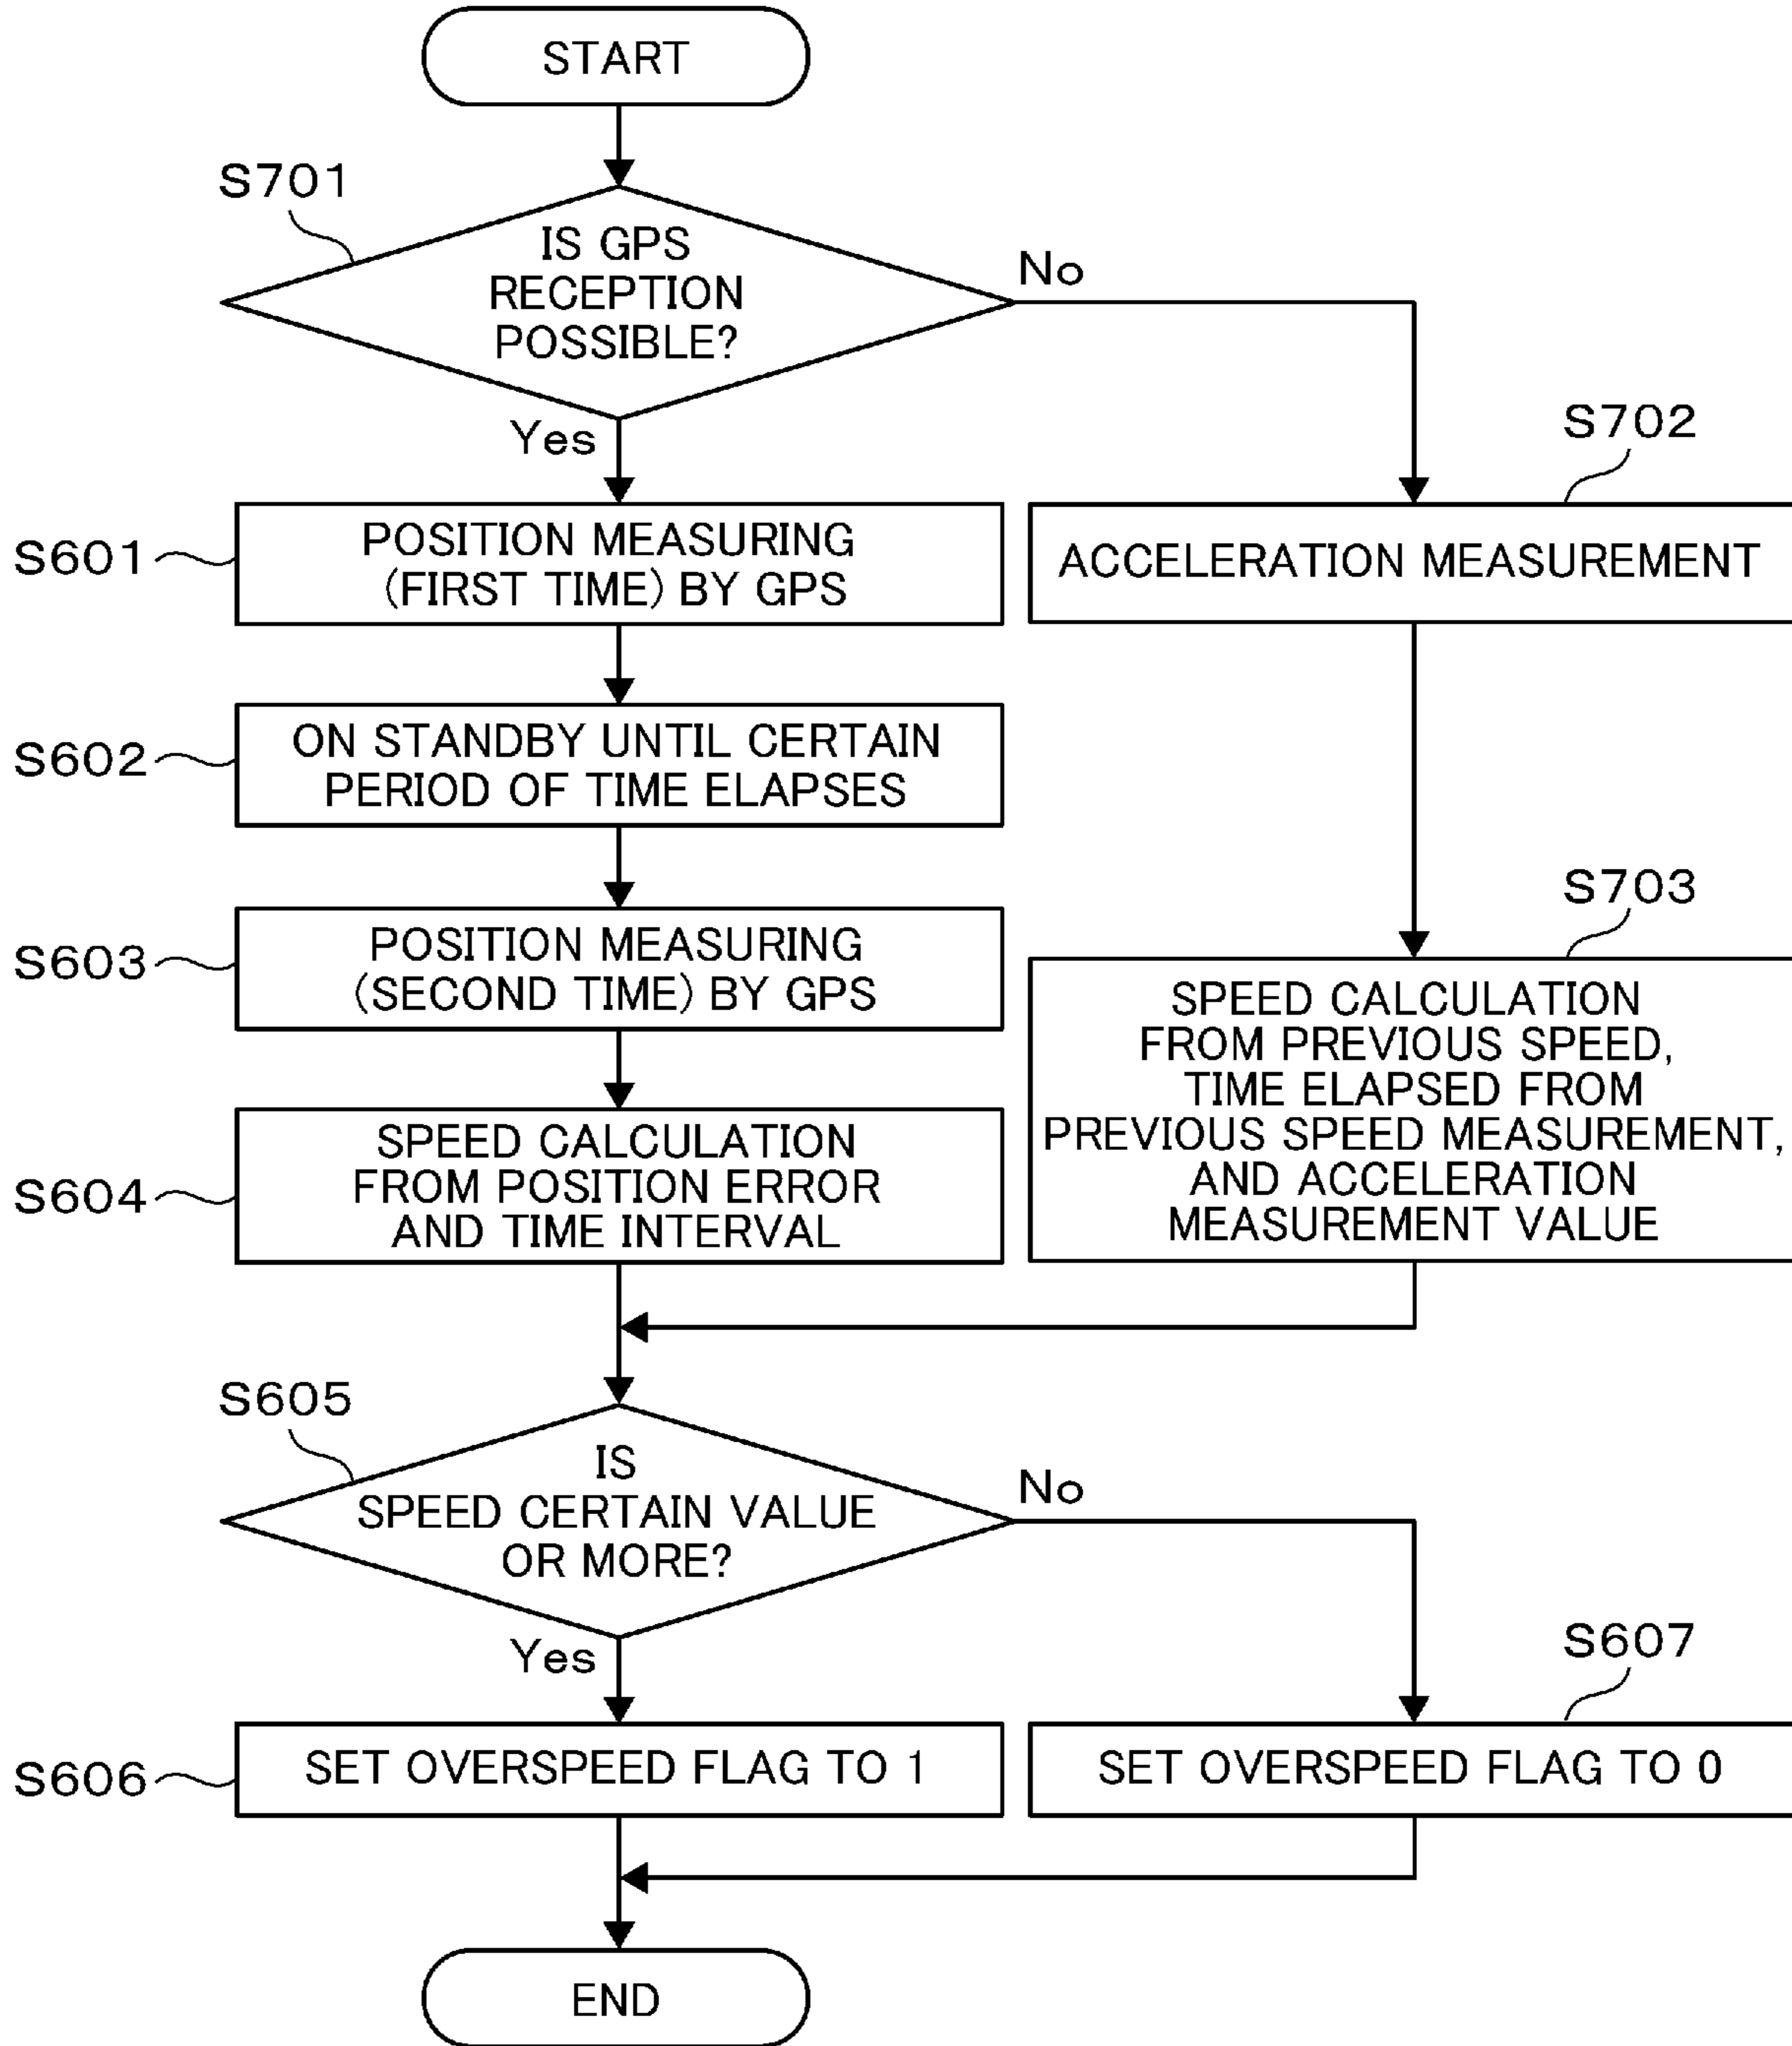 START
S701
IS GPS
RECEPTION
POSSIBLE?
No
Yes
S702
S601
POSITION MEASURING
(FIRST TIME) BY GPS
ACCELERATION MEASUREMENT
S602
ON STANDBY UNTIL CERTAIN
PERIOD OF TIME ELAPSES
S603
POSITION MEASURING
(SECOND TIME) BY GPS
S703
SPEED CALCULATION
FROM PREVIOUS SPEED,
TIME ELAPSED FROM
PREVIOUS SPEED MEASUREMENT,
AND ACCELERATION
MEASUREMENT VALUE
S604
SPEED CALCULATION
FROM POSITION ERROR
AND TIME INTERVAL
S605
IS
SPEED CERTAIN VALUE
OR MORE?
No
Yes
S607
S606
SET OVERSPEED FLAG TO 1
SET OVERSPEED FLAG TO 0
END